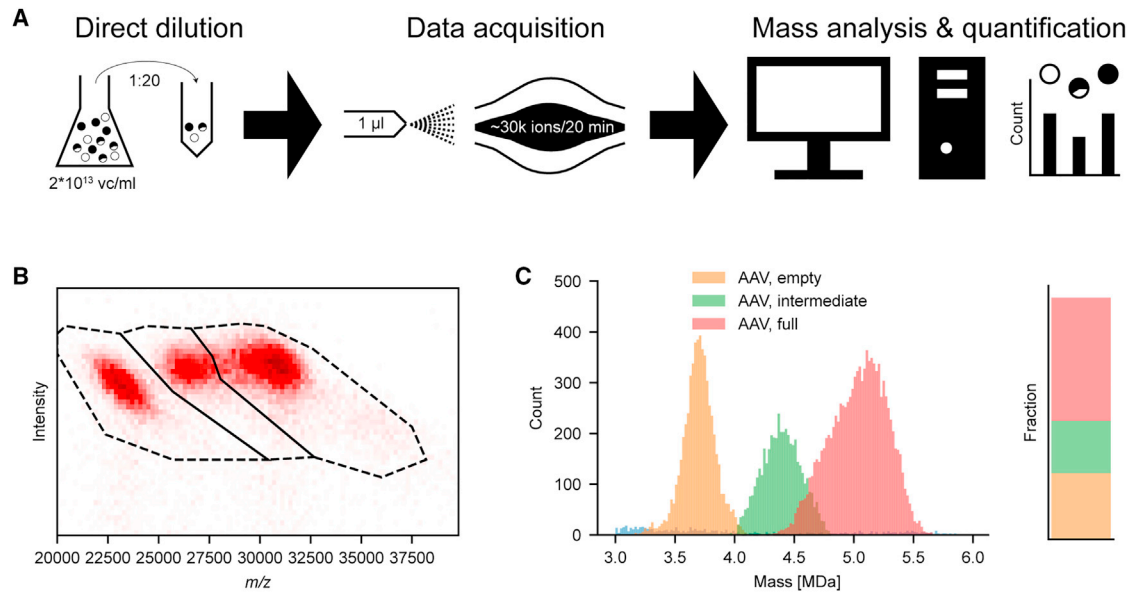 A
Direct dilution
Data acquisition
Mass analysis & quantification
1:20
2*10¹³ vc/ml
1 µl
~30k ions/20 min
Count
B
Intensity
20000 22500 25000 27500 30000 32500 35000 37500
m/z
C
AAV, empty
AAV, intermediate
AAV, full
Count
500
400
300
200
100
0
3.0 3.5 4.0 4.5 5.0 5.5 6.0
Mass [MDa]
Fraction